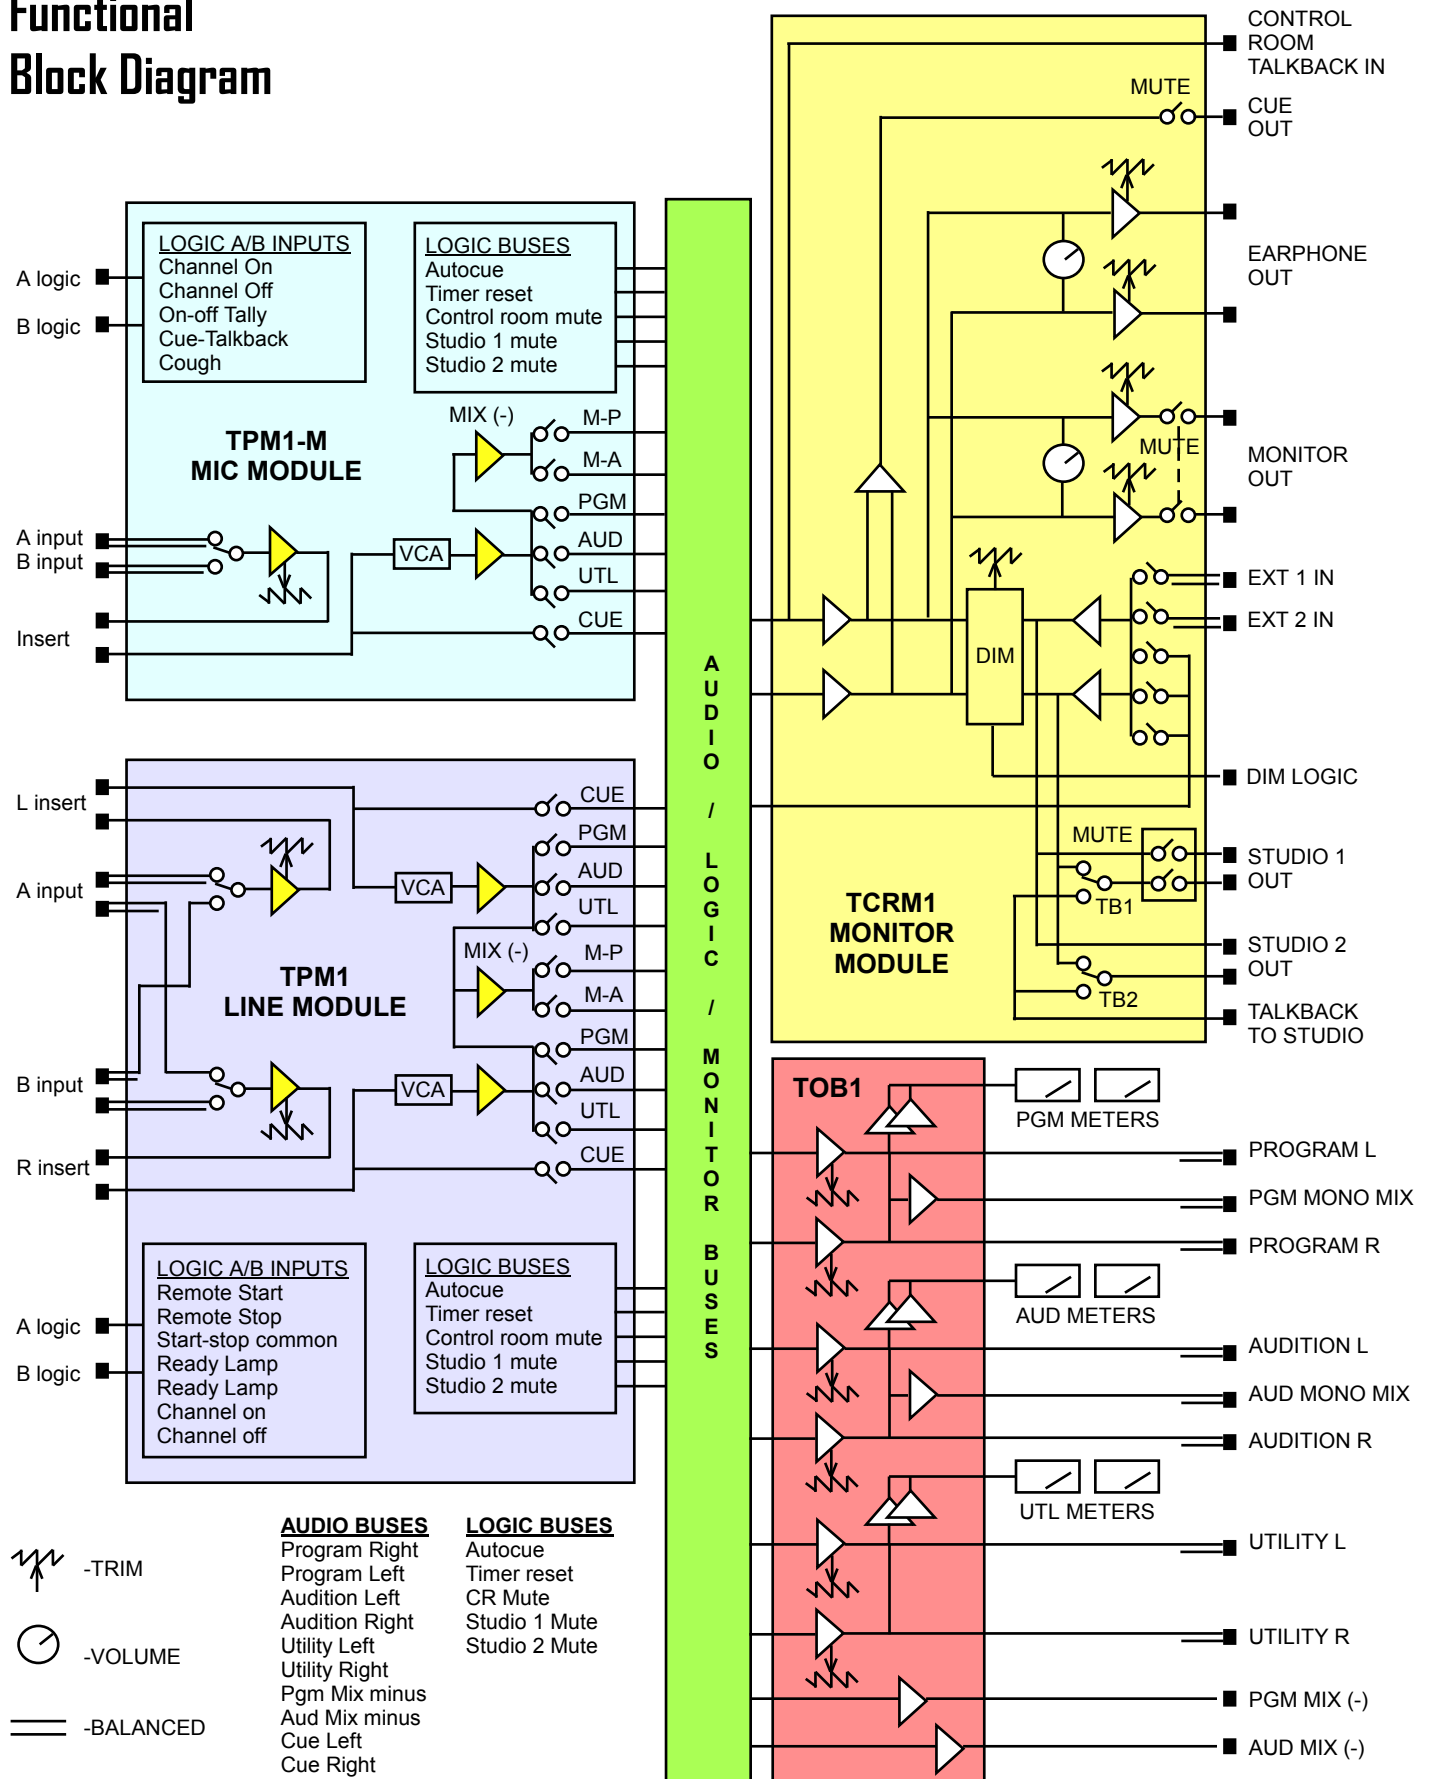 Functional
Block Diagram
LOGIC A/B INPUTS
Channel On
Channel Off
On-off Tally
Cue-Talkback
Cough
LOGIC BUSES
Autocue
Timer reset
Control room mute
Studio 1 mute
Studio 2 mute
A logic
B logic
MIX (-)
M-P
M-A
TPM1-M
MIC MODULE
PGM
AUD
UTL
CUE
VCA
A input
B input
Insert
L insert
A input
B input
R insert
CUE
PGM
AUD
UTL
VCA
MIX (-)
M-P
M-A
TPM1
LINE MODULE
PGM
AUD
UTL
CUE
VCA
LOGIC A/B INPUTS
Remote Start
Remote Stop
Start-stop common
Ready Lamp
Ready Lamp
Channel on
Channel off
LOGIC BUSES
Autocue
Timer reset
Control room mute
Studio 1 mute
Studio 2 mute
A logic
B logic
-TRIM
-VOLUME
-BALANCED
AUDIO BUSES
Program Right
Program Left
Audition Left
Audition Right
Utility Left
Utility Right
Pgm Mix minus
Aud Mix minus
Cue Left
Cue Right
LOGIC BUSES
Autocue
Timer reset
CR Mute
Studio 1 Mute
Studio 2 Mute
AUDIO / LOGIC / MONITOR BUSES
CONTROL
ROOM
TALKBACK IN
MUTE
CUE
OUT
EARPHONE
OUT
MUTE
MONITOR
OUT
EXT 1 IN
EXT 2 IN
DIM
DIM LOGIC
MUTE
STUDIO 1
OUT
TB1
TCRM1
MONITOR
MODULE
STUDIO 2
OUT
TB2
TALKBACK
TO STUDIO
TOB1
PGM METERS
PROGRAM L
PGM MONO MIX
PROGRAM R
AUD METERS
AUDITION L
AUD MONO MIX
AUDITION R
UTL METERS
UTILITY L
UTILITY R
PGM MIX (-)
AUD MIX (-)